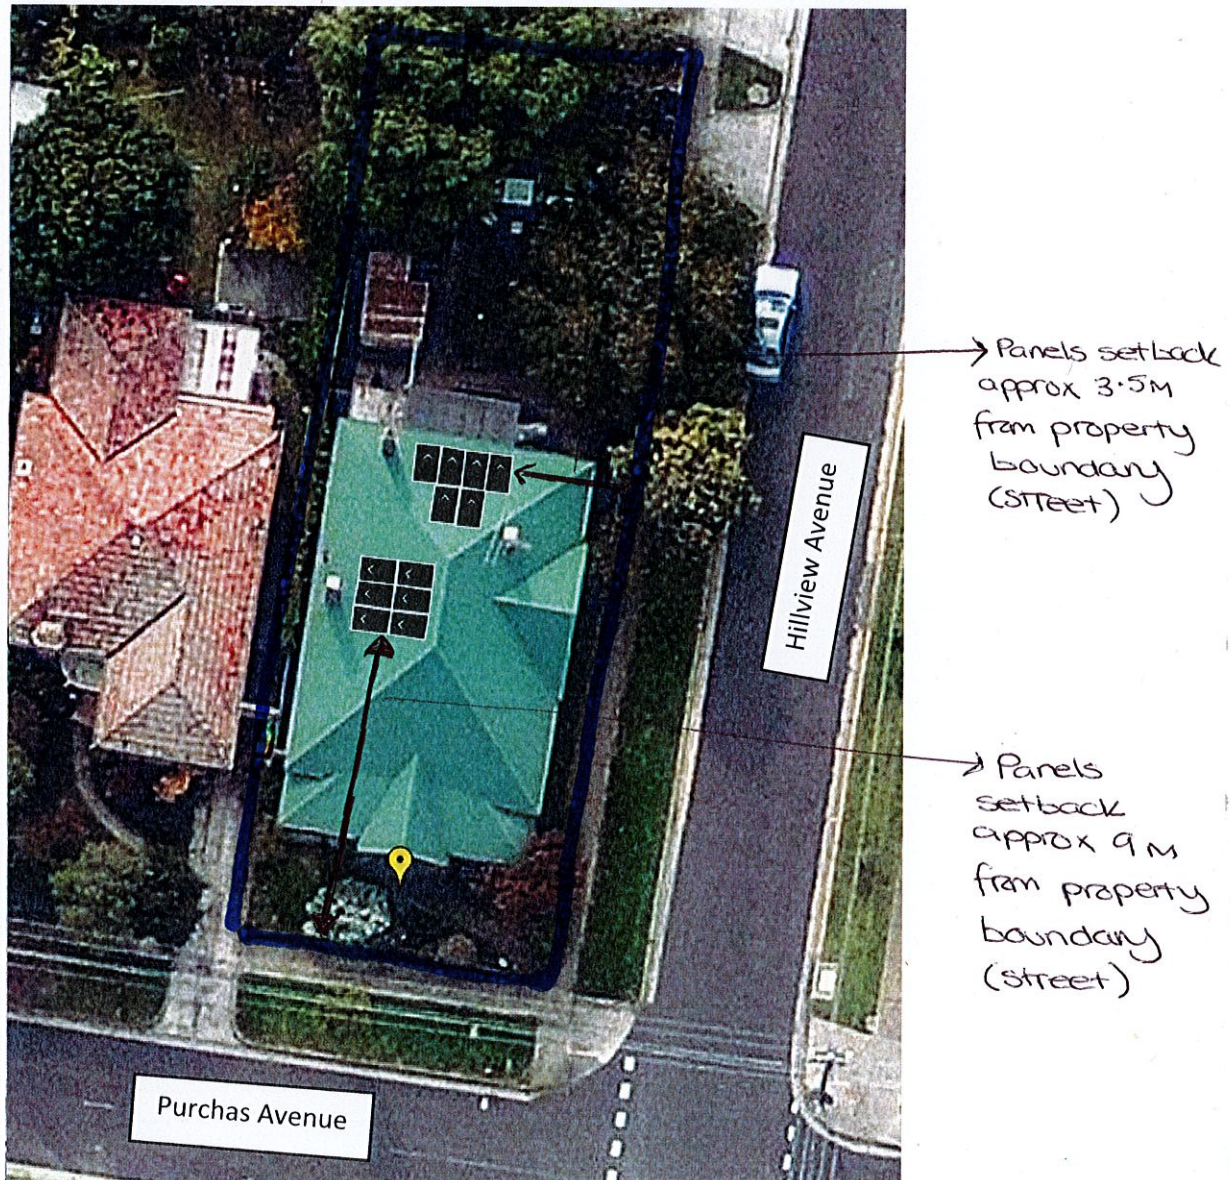 Panels setback
approx 3.5M
from property
boundary
(street)
Hillview Avenue
Panels
setback
approx 9 M
from property
boundary
(street)
Purchas Avenue